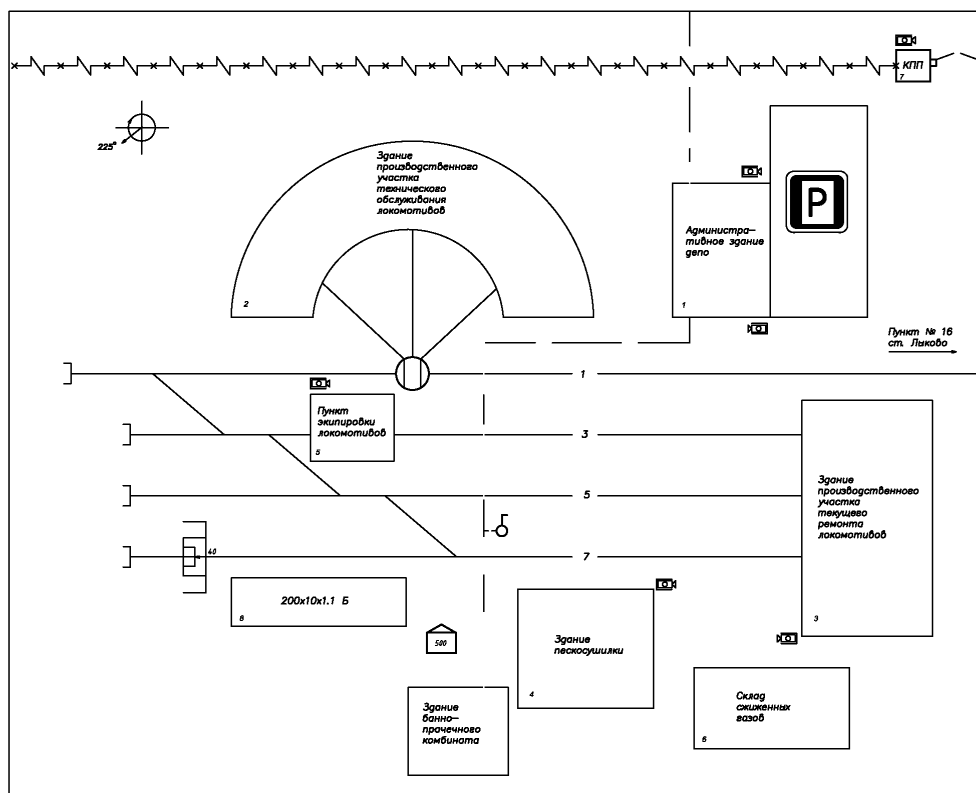 КПП
7
225°
Здание
производственного
участка
технического
обслуживания
локомотивов
2
P
Администра-
тивное здание
депо
1
Пункт № 16
ст. Лыково
1
Пункт
экипировки
локомотивов
5
3
5
Здание
производственного
участка
текущего
ремонта
локомотивов
3
40
7
200х10х1.1 Б
8
500
Здание
пескосушилки
4
Здание
банно-
прачечного
комбината
Склад
сжиженных
газов
6